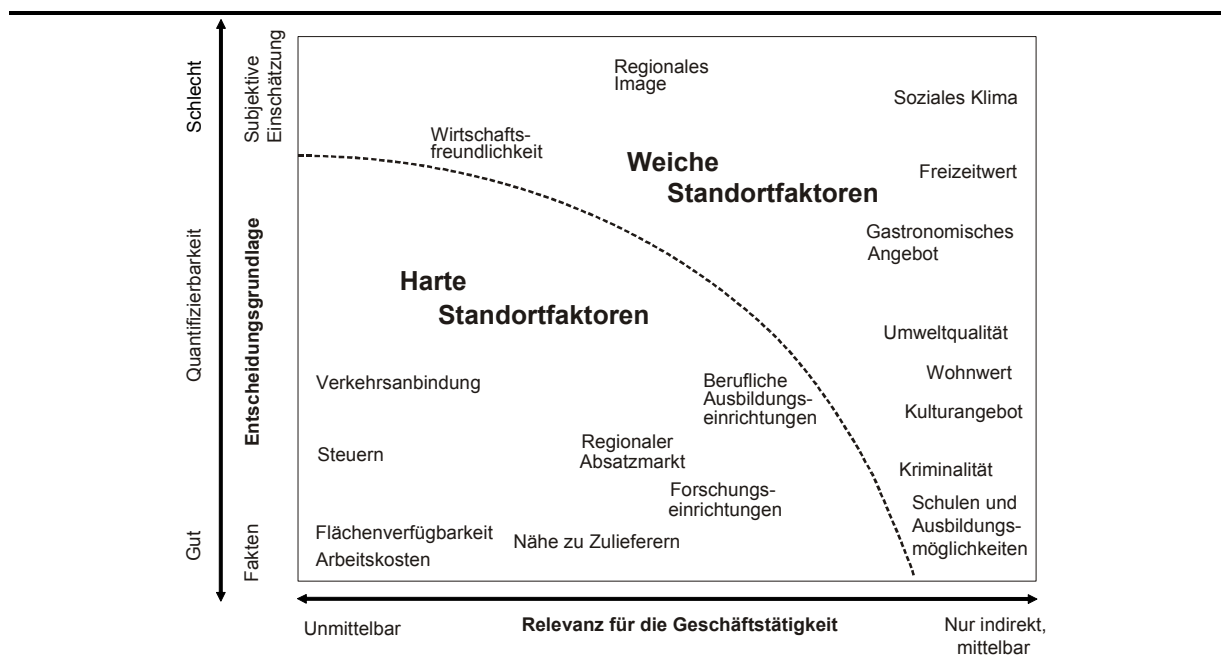 Schlecht
Quantifizierbarkeit
Gut
Subjektive
Einschätzung
Entscheidungsgrundlage
Fakten
Regionales
Image
Soziales Klima
Wirtschafts-
freundlichkeit
Weiche
Standortfaktoren
Freizeitwert
Gastronomisches
Angebot
Harte
Standortfaktoren
Umweltqualität
Wohnwert
Verkehrsanbindung
Berufliche
Ausbildungs-
einrichtungen
Kulturangebot
Steuern
Regionaler
Absatzmarkt
Kriminalität
Forschungs-
einrichtungen
Schulen und
Ausbildungs-
möglichkeiten
Flächenverfügbarkeit
Arbeitskosten
Nähe zu Zulieferern
Unmittelbar
Relevanz für die Geschäftstätigkeit
Nur indirekt,
mittelbar